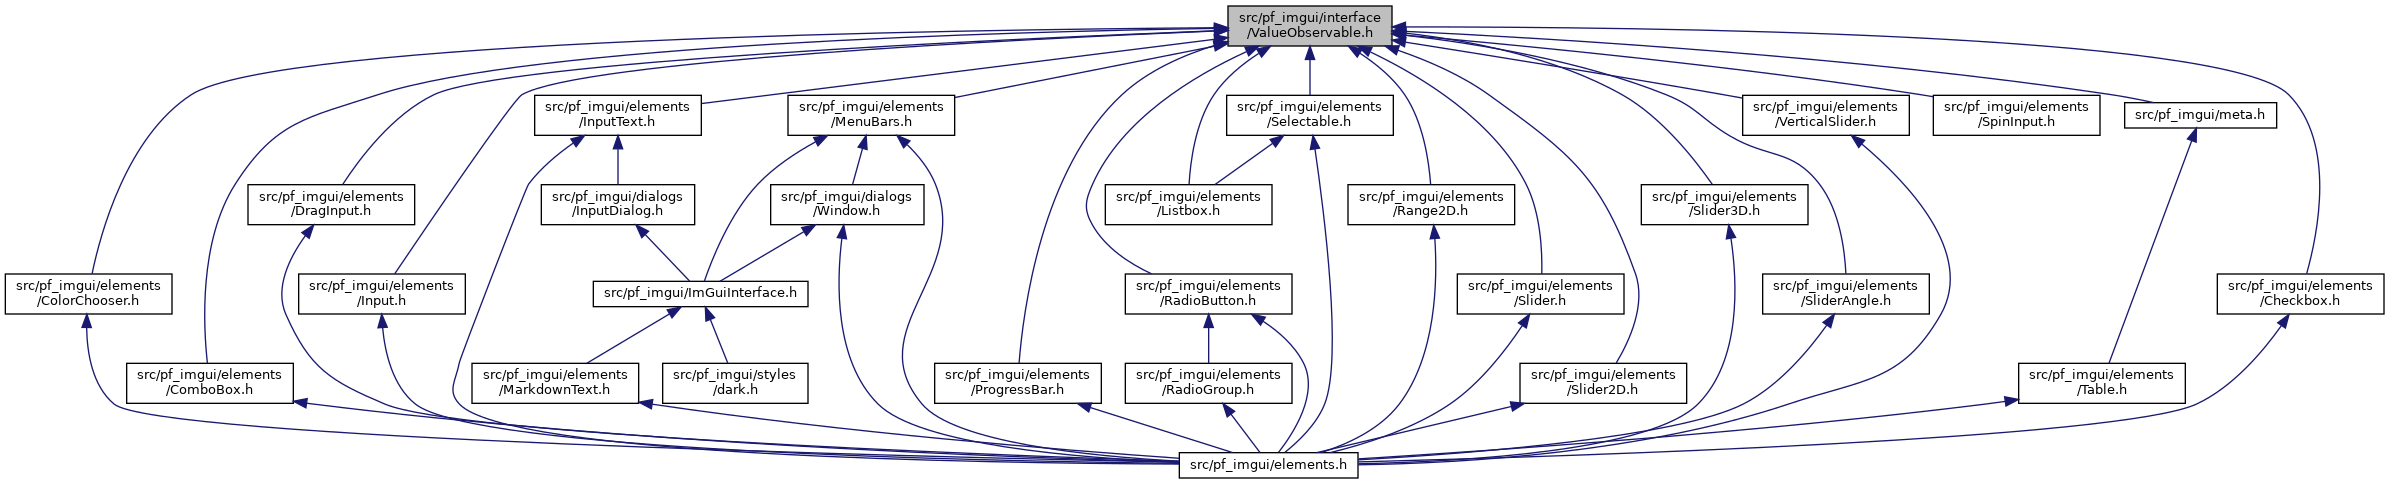 src/pf_imgui/interface
/ValueObservable.h
src/pf_imgui/elements
/InputText.h
src/pf_imgui/elements
/MenuBars.h
src/pf_imgui/elements
/Selectable.h
src/pf_imgui/elements
/VerticalSlider.h
src/pf_imgui/elements
/SpinInput.h
src/pf_imgui/meta.h
src/pf_imgui/elements
/DragInput.h
src/pf_imgui/dialogs
/InputDialog.h
src/pf_imgui/dialogs
/Window.h
src/pf_imgui/elements
/Listbox.h
src/pf_imgui/elements
/Range2D.h
src/pf_imgui/elements
/Slider3D.h
src/pf_imgui/elements
/ColorChooser.h
src/pf_imgui/elements
/Input.h
src/pf_imgui/ImGuiInterface.h
src/pf_imgui/elements
/RadioButton.h
src/pf_imgui/elements
/Slider.h
src/pf_imgui/elements
/SliderAngle.h
src/pf_imgui/elements
/Checkbox.h
src/pf_imgui/elements
/ComboBox.h
src/pf_imgui/elements
/MarkdownText.h
src/pf_imgui/styles
/dark.h
src/pf_imgui/elements
/ProgressBar.h
src/pf_imgui/elements
/RadioGroup.h
src/pf_imgui/elements
/Slider2D.h
src/pf_imgui/elements
/Table.h
src/pf_imgui/elements.h